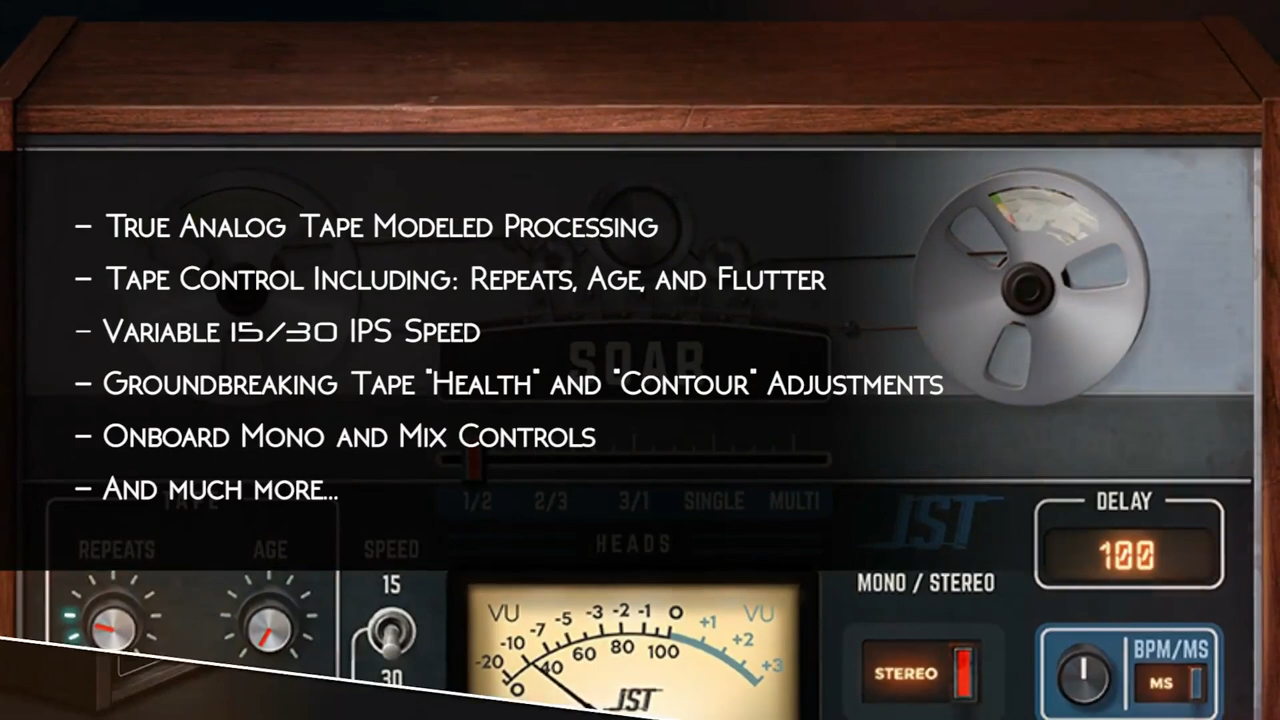 - True Analog Tape Modeled Processing
- Tape Control Including: Repeats, Age, and Flutter
- Variable 15/30 IPS Speed
SOAR
- Groundbreaking Tape "Health" and "Contour" Adjustments
- Onboard Mono and Mix Controls
- And much more...
TAPE
1/2 2/3 3/1 SINGLE MULTI
JST
DELAY
100
REPEATS AGE SPEED
HEADS
15
MONO / STEREO
VU -20 -10 -7 -5 -3 -2 -1 0 +1 +2 +3 VU
0 40 60 80 100
JST
30
STEREO
BPM/MS
MS